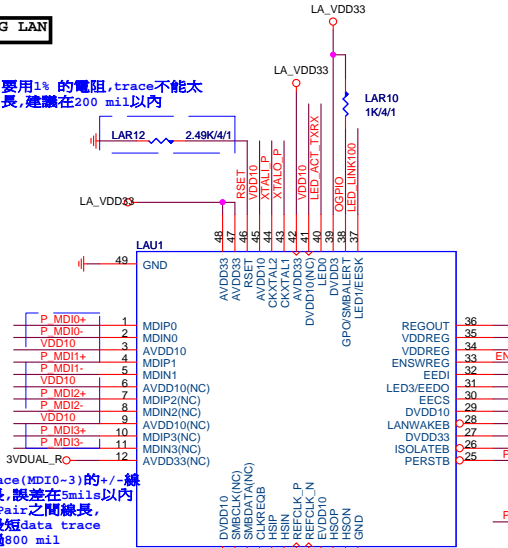 G LAN
LA_VDD33
要用1% 的電阻,trace不能太
長,建議在200 mil以內
LA_VDD33
LAR10
1K/4/1
LAR12
2.49K/4/1
RSET
VDD10
XTALI_P
XTALO_P
VDD10
LED_ACT_TXRX
OGPIO
LED_LINK100
LA_VDD33
48
47
46
45
44
43
42
41
40
39
38
37
LAU1
49
GND
AVDD33
AVDD33
RSET
AVDD10
CKXTAL2
CKXTAL1
AVDD33
DVDD10(NC)
LED0
DVDD3
GPO/SMBALERT
LED1/EESK
P_MDI0+ 1 MDIP0
P_MDI0- 2 MDIN0
VDD10 3 AVDD10
P_MDI1+ 4 MDIP1
P_MDI1- 5 MDIN1
VDD10 6 AVDD10(NC)
P_MDI2+ 7 MDIP2(NC)
P_MDI2- 8 MDIN2(NC)
VDD10 9 AVDD10(NC)
P_MDI3+ 10 MDIP3(NC)
P_MDI3- 11 MDIN3(NC)
3VDUAL_R 12 AVDD33(NC)
REGOUT 36
VDDREG 35
VDDREG 34
ENSWREG 33 EN
EEDI 32
LED3/EEDO 31
EECS 30
DVDD10 29
LANWAKEB 28
DVDD33 27
ISOLATEB 26 P
PERSTB 25
P
DVDD10
SMBCLK(NC)
SMBDATA(NC)
CLKREQB
HSIP
HSIN
REFCLK_P
REFCLK_N
EVDD10
HSOP
HSON
GND
ace(MDI0~3)的+/-線
長,誤差在5mils以內
Pair之間線長,
短data trace
800 mil